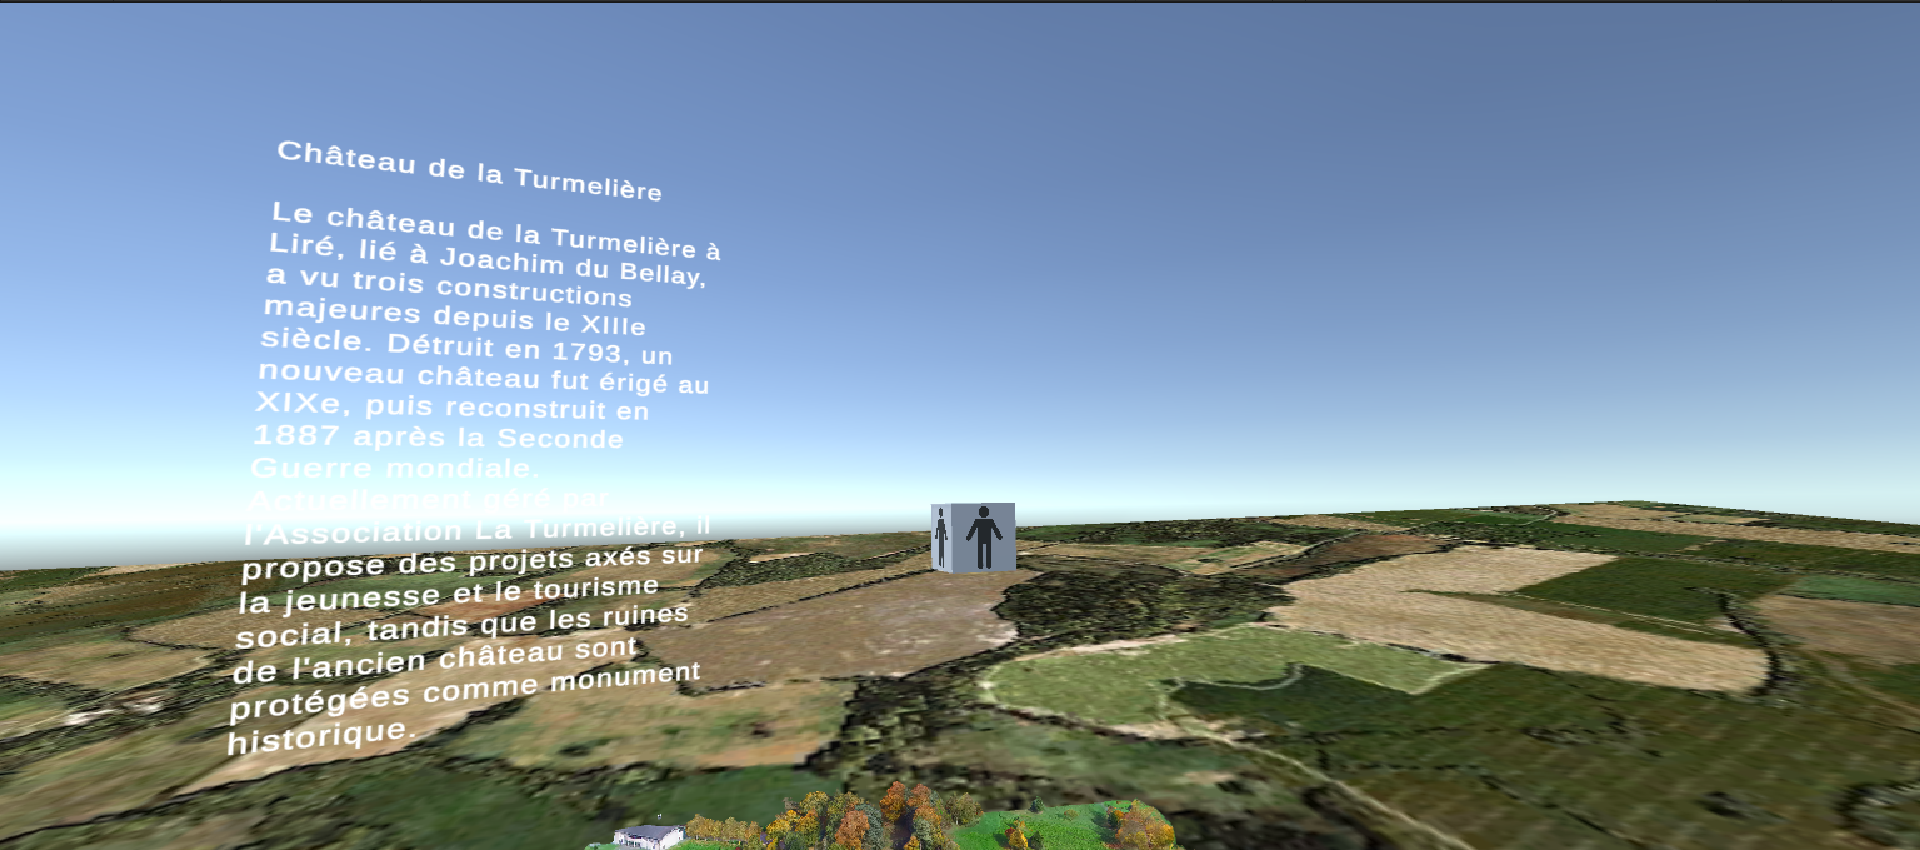 Château de la Turmelière
Le château de la Turmelière à
Liré, lié à Joachim du Bellay,
a vu trois constructions
majeures depuis le XIIIe
siècle. Détruit en 1793, un
nouveau château fut érigé au
XIXe, puis reconstruit en
1887 après la Seconde
Guerre mondiale.
Actuellement géré par
l'Association La Turmelière, il
propose des projets axés sur
la jeunesse et le tourisme
social, tandis que les ruines
de l'ancien château sont
protégées comme monument
historique.